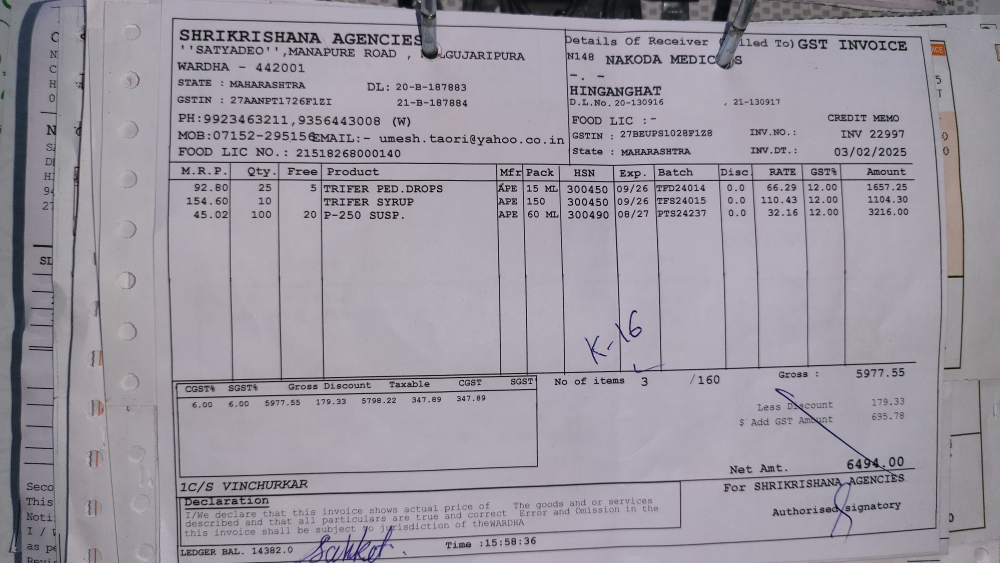 SHRIKRISHANA AGENCIES
''SATYADEO'',MANAPURE ROAD ,
WARDHA - 442001
STATE : MAHARASHTRA DL: 20-B-187883
GSTIN : 27AANPT1726F1ZI 21-B-187884
PH:9923463211,9356443008 (W)
MOB:07152-295156EMAIL:- umesh.taori@yahoo.co.in
FOOD LIC NO.: 21518268000140
Details Of Receiver to) GST INVOICE
N148 NAKODA
-. -
HINGANGHAT
D.L.No. 20-130916 , 21-130917
FOOD LIC :- CREDIT MEMO
GSTIN : 27BEUPS1028F1Z8 INV.NO.: INV 22997
State : MAHARASHTRA INV.DT.: 03/02/2025
M.R.P. Qty. Free Product Mfr Pack HSN Exp. Batch Disc. RATE GST% Amount
92.80 25 5 TRIFER PED.DROPS APE 15 ML 300450 09/26 TFD24014 0.0 66.29 12.00 1657.25
154.60 10 TRIFER SYRUP APE 150 300450 09/26 TFS24015 0.0 110.43 12.00 1104.30
45.02 100 20 P-250 SUSP. APE 60 ML 300490 08/27 PTS24237 0.0 32.16 12.00 3216.00
K-16
CGST% SGST% Gross Discount Taxable CGST SGST
6.00 6.00 5977.55 179.33 5798.22 347.89 347.89
No of items 3 /160
Gross : 5977.55
Less Discount 179.33
$ Add GST Amount 695.78
Net Amt. 6494.00
1C/S VINCHURKAR
For SHRIKRISHANA AGENCIES
Declaration
I/We declare that this invoice shows actual price of The goods and or services
described and that all particulars are true and correct Error and Omission in the
this invoice shall be subject to jurisdiction of theWARDHA
Authorised signatory
LEDGER BAL. 14382.0 Time :15:58:36